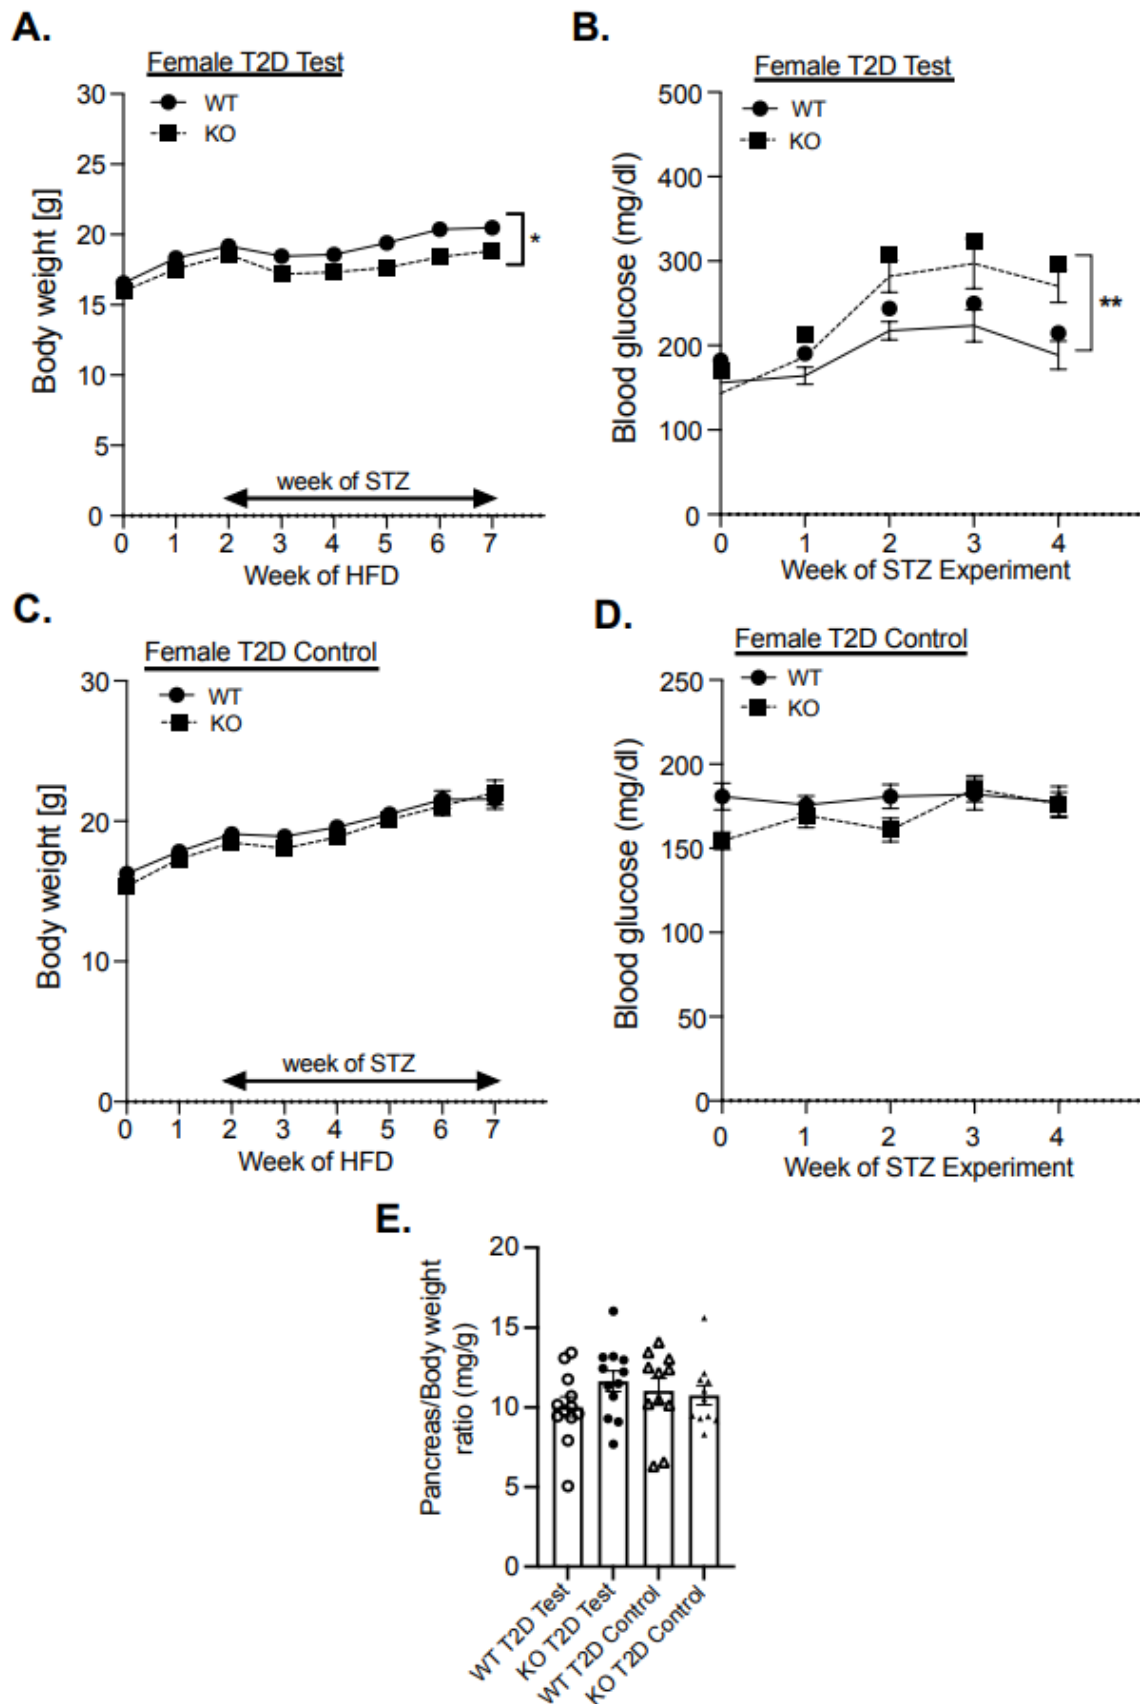 A.
Female T2D Test
WT
KO
30
25
20
15
10
5
0
Body weight [g]
*
week of STZ
0 1 2 3 4 5 6 7
Week of HFD
B.
Female T2D Test
WT
KO
500
400
300
200
100
0
Blood glucose (mg/dl)
**
0 1 2 3 4
Week of STZ Experiment
C.
Female T2D Control
WT
KO
30
20
10
0
Body weight [g]
week of STZ
0 1 2 3 4 5 6 7
Week of HFD
D.
Female T2D Control
WT
KO
250
200
150
100
50
0
Blood glucose (mg/dl)
0 1 2 3 4
Week of STZ Experiment
E.
20
15
10
5
0
Pancreas/Body weight
ratio (mg/g)
WT T2D Test
KO T2D Test
WT T2D Control
KO T2D Control